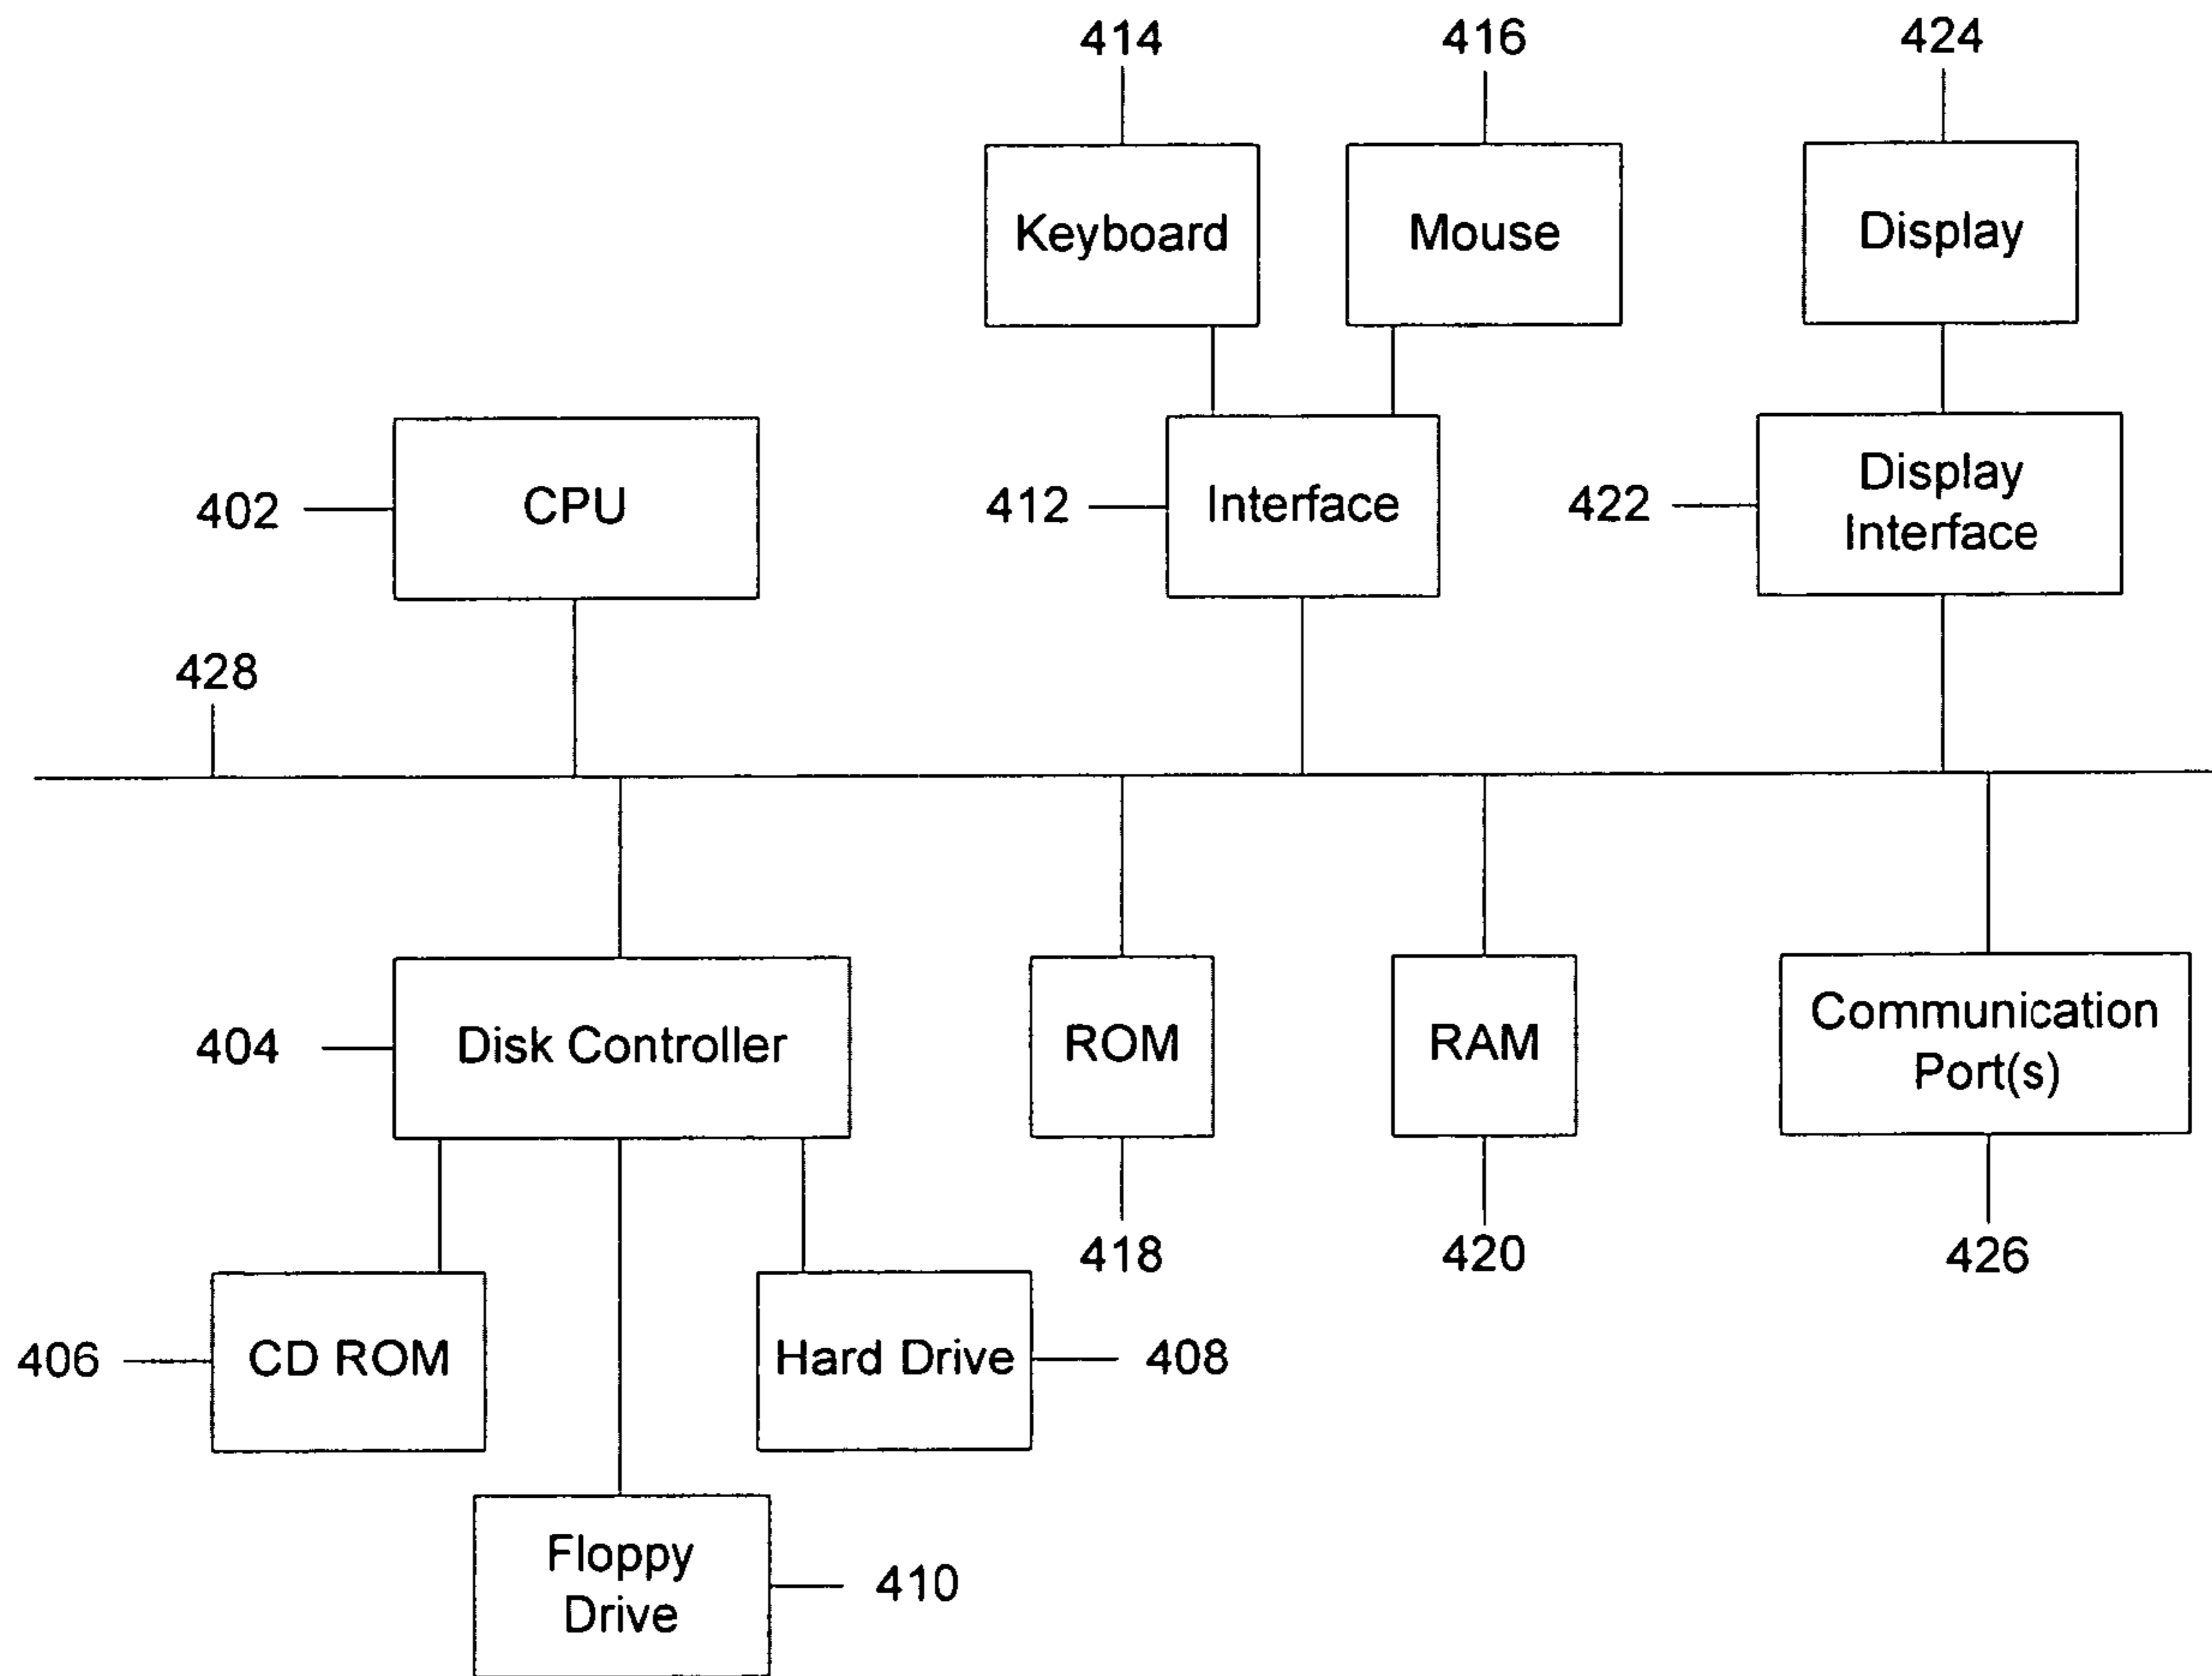 414
416
424
Keyboard
Mouse
Display
402
CPU
412
Interface
422
Display
Interface
428
404
Disk Controller
ROM
RAM
Communication
Port(s)
418
420
426
406
CD ROM
Hard Drive
408
Floppy
Drive
410